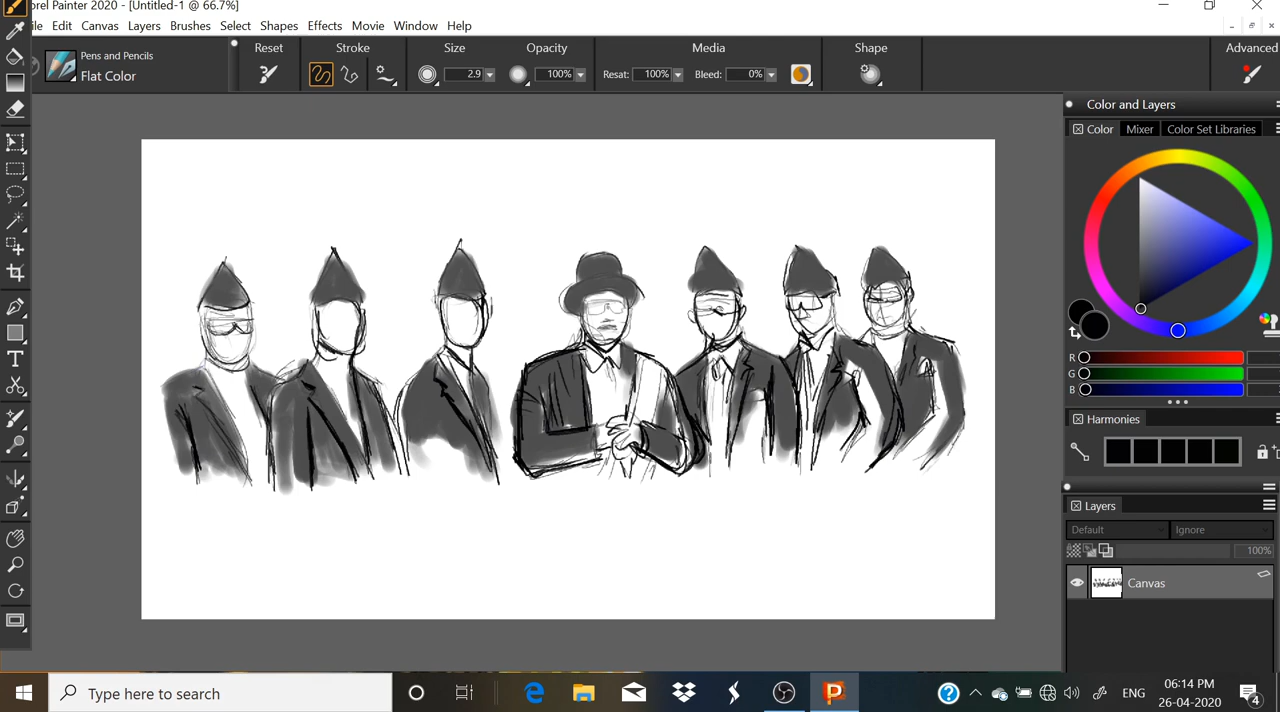 orel Painter 2020 - [Untitled-1 @ 66.7%]
ile Edit Canvas Layers Brushes Select Shapes Effects Movie Window Help
Pens and Pencils
Flat Color
Reset Stroke Size Opacity Media Shape Advanced
2.9 100% Resat: 100% Bleed: 0%
Color and Layers
Color Mixer Color Set Libraries
R
G
B
Harmonies
Layers
Default Ignore
100%
Canvas
Type here to search
ENG
06:14 PM
26-04-2020
4